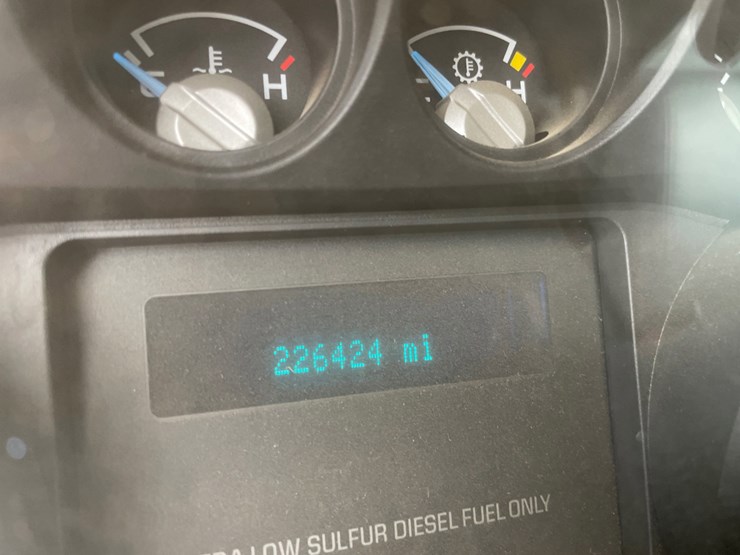 H
H
226424 mi
LOW SULFUR DIESEL FUEL ONLY